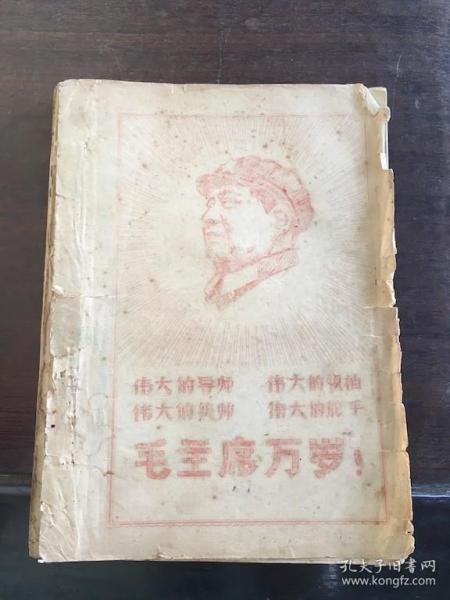 伟大的导师 伟大的领袖
伟大的统帅 伟大的舵手
毛主席万岁!
孔夫子旧书网
www.kongfz.com